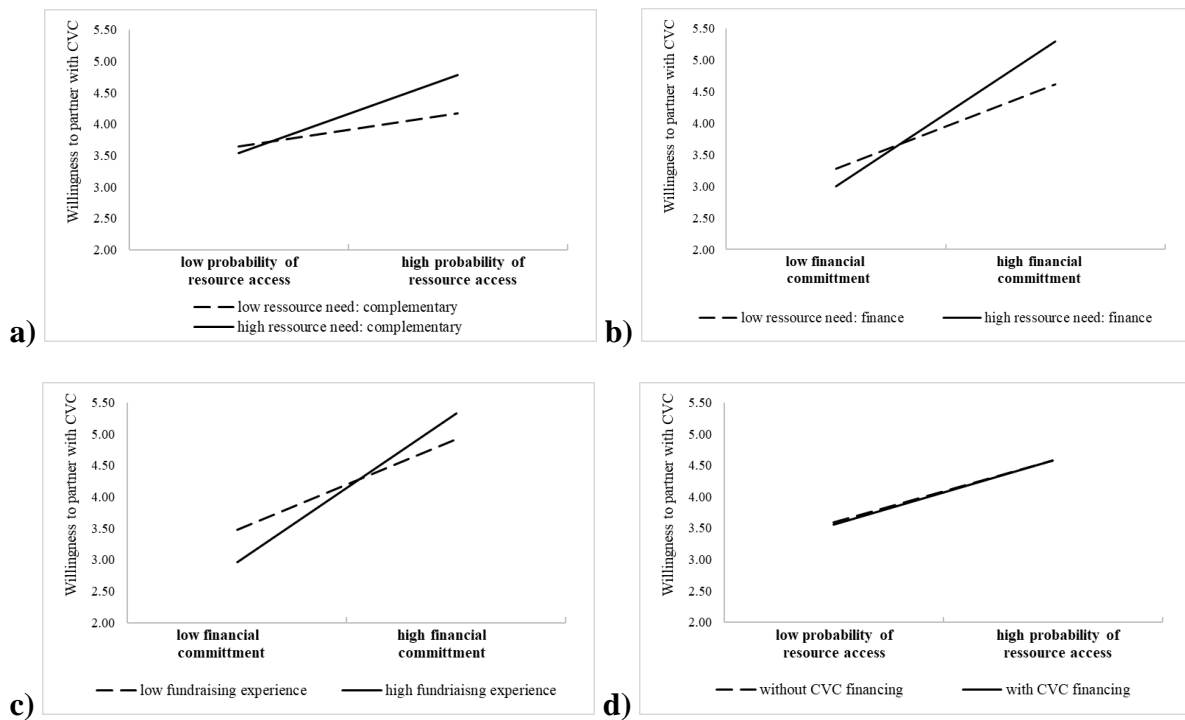 Willingness to partner with CVC
5.50
5.00
4.50
4.00
3.50
3.00
2.50
2.00
low probability of
resource access
high probability of
ressource access
low ressource need: complementary
high ressource need: complementary
a)
Willingness to partner with CVC
5.50
5.00
4.50
4.00
3.50
3.00
2.50
2.00
low financial
committment
high financial
committment
low ressource need: finance
high ressource need: finance
b)
Willingness to partner with CVC
5.50
5.00
4.50
4.00
3.50
3.00
2.50
2.00
low financial
committment
high financial
committment
low fundraising experience
high fundriaisng experience
c)
Willingness to partner with CVC
5.50
5.00
4.50
4.00
3.50
3.00
2.50
2.00
low probability of
resource access
high probability of
ressource access
without CVC financing
with CVC financing
d)